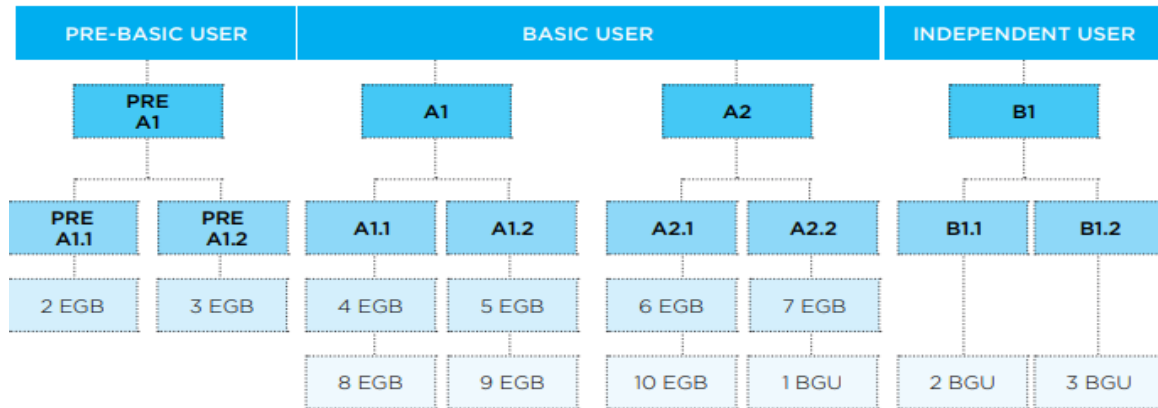 PRE-BASIC USER BASIC USER INDEPENDENT USER
PRE
A1
A1
A2
B1
PRE
A1.1
PRE
A1.2
A1.1
A1.2
A2.1
A2.2
B1.1
B1.2
2 EGB
3 EGB
4 EGB
5 EGB
6 EGB
7 EGB
8 EGB
9 EGB
10 EGB
1 BGU
2 BGU
3 BGU